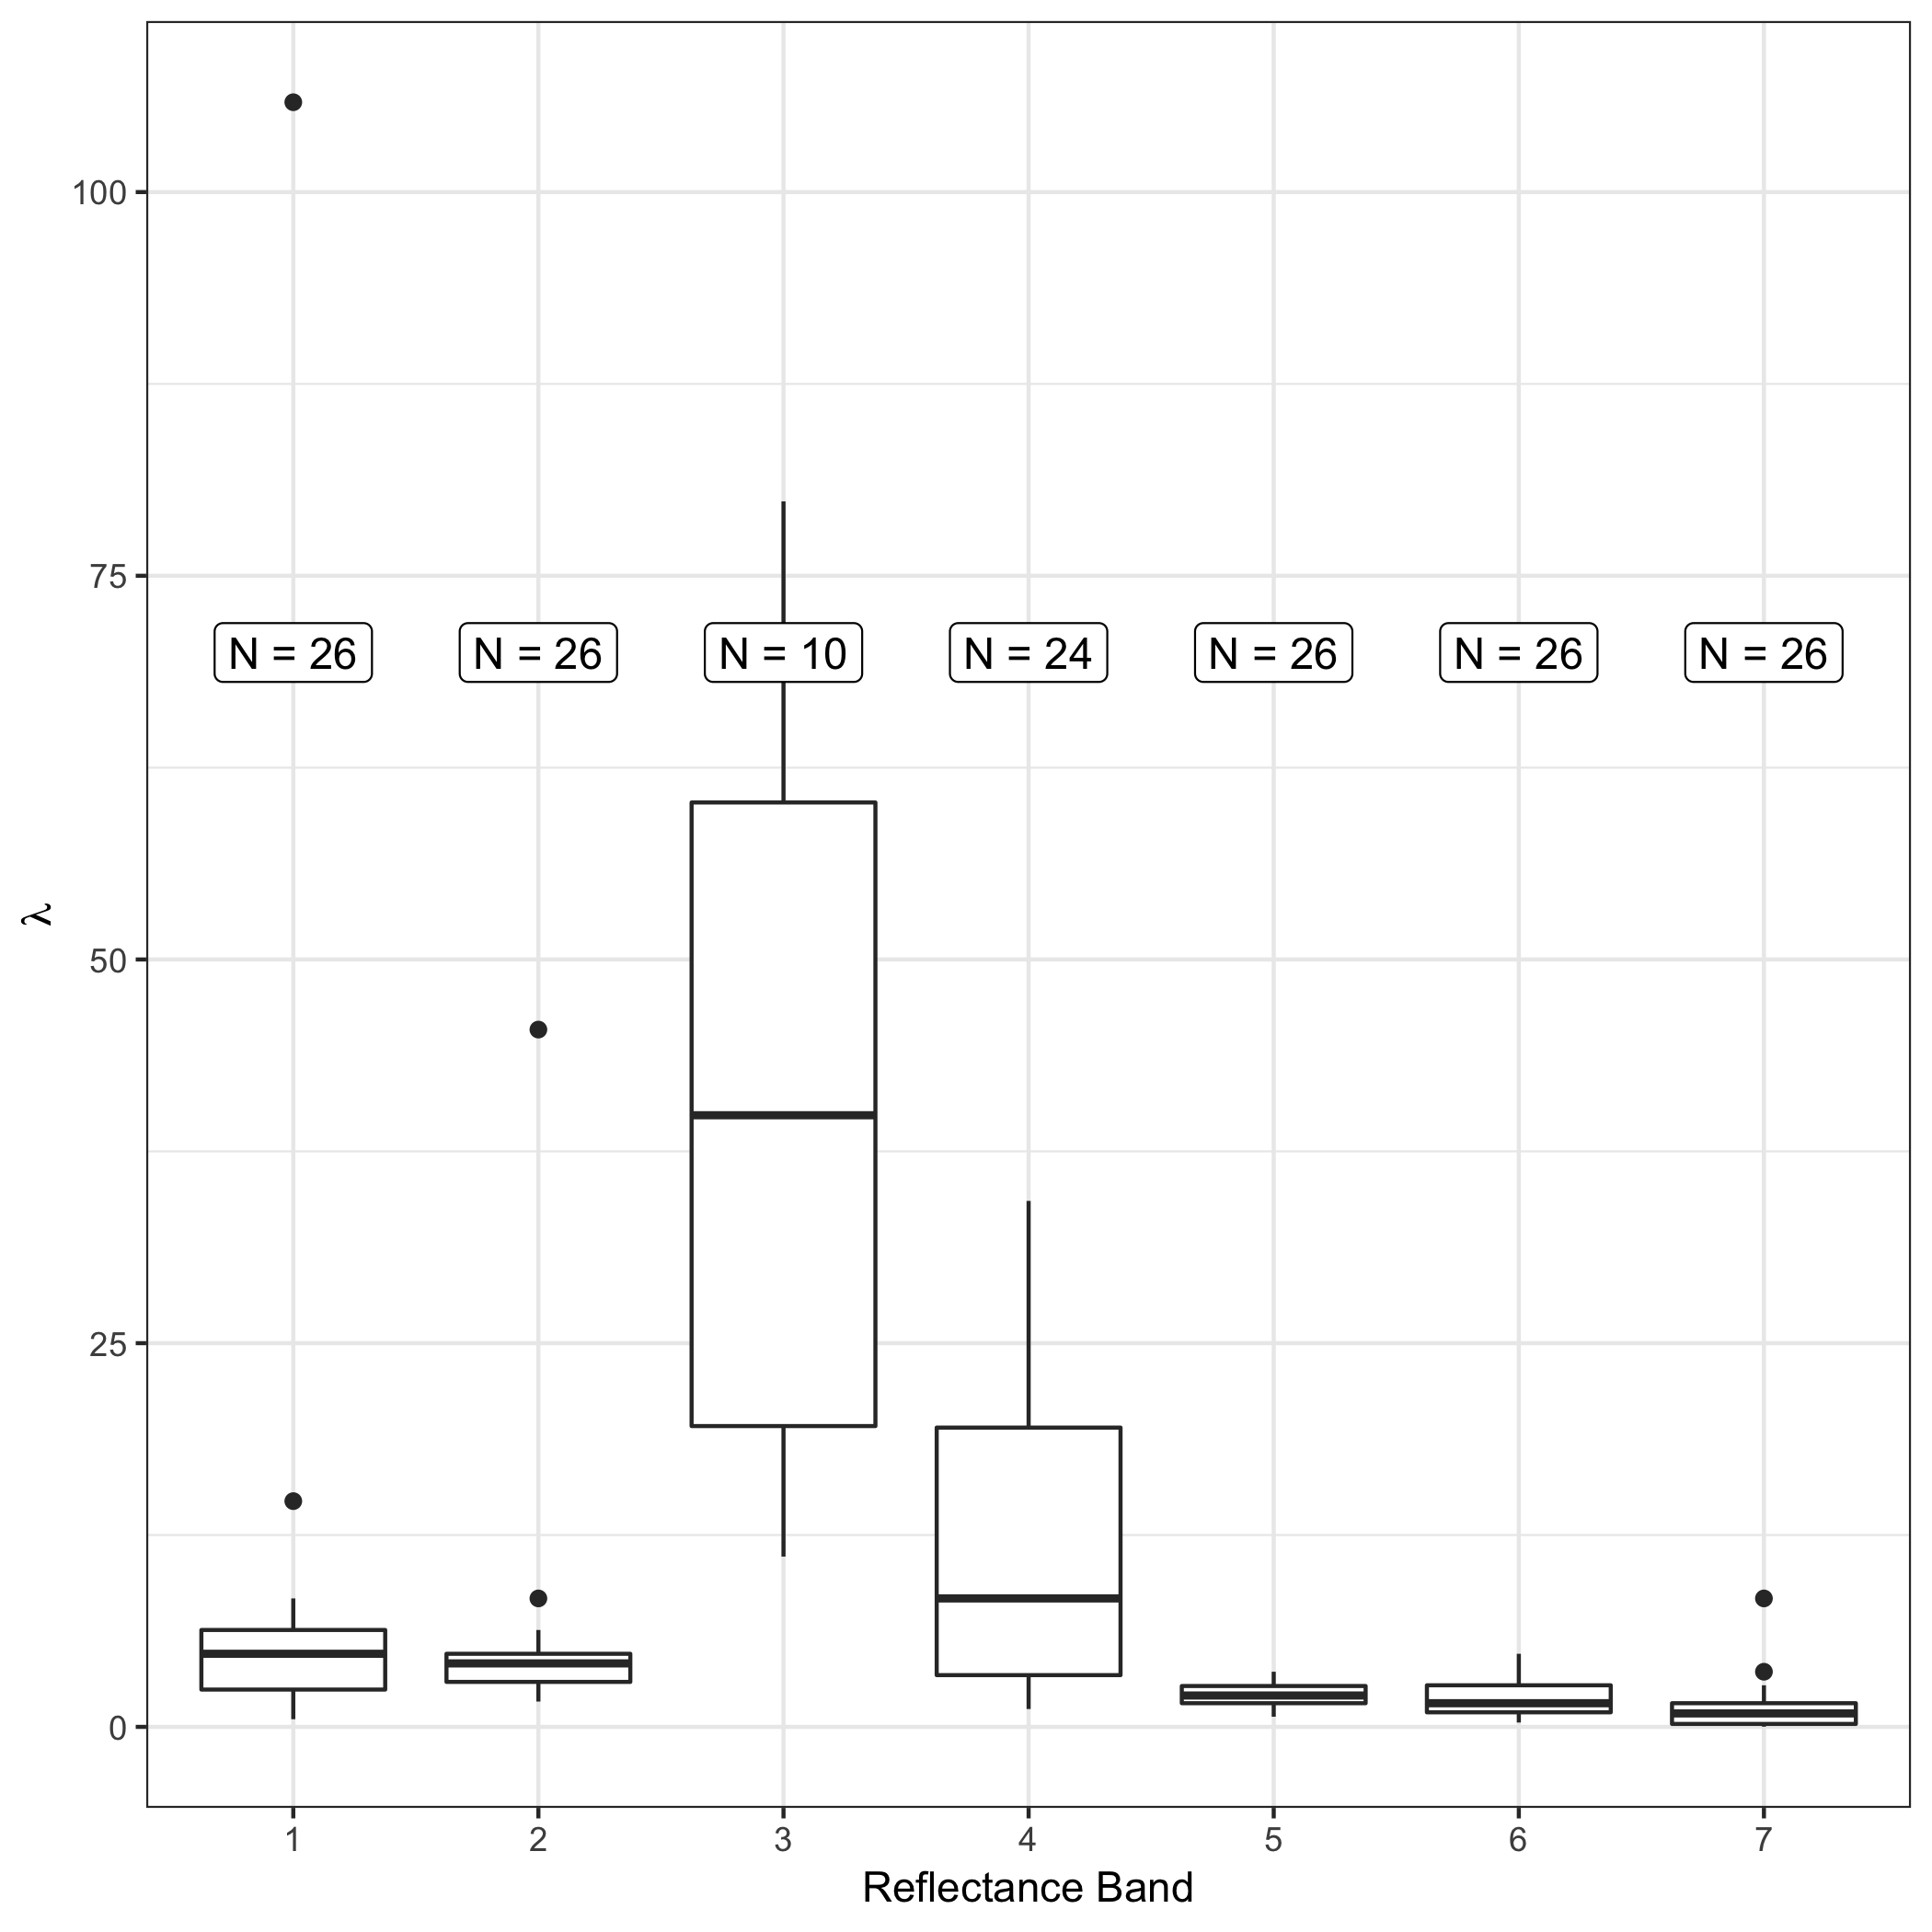 100
75
50
25
0
λ
N = 26 N = 26 N = 10 N = 24 N = 26 N = 26 N = 26
1 2 3 4 5 6 7
Reflectance Band